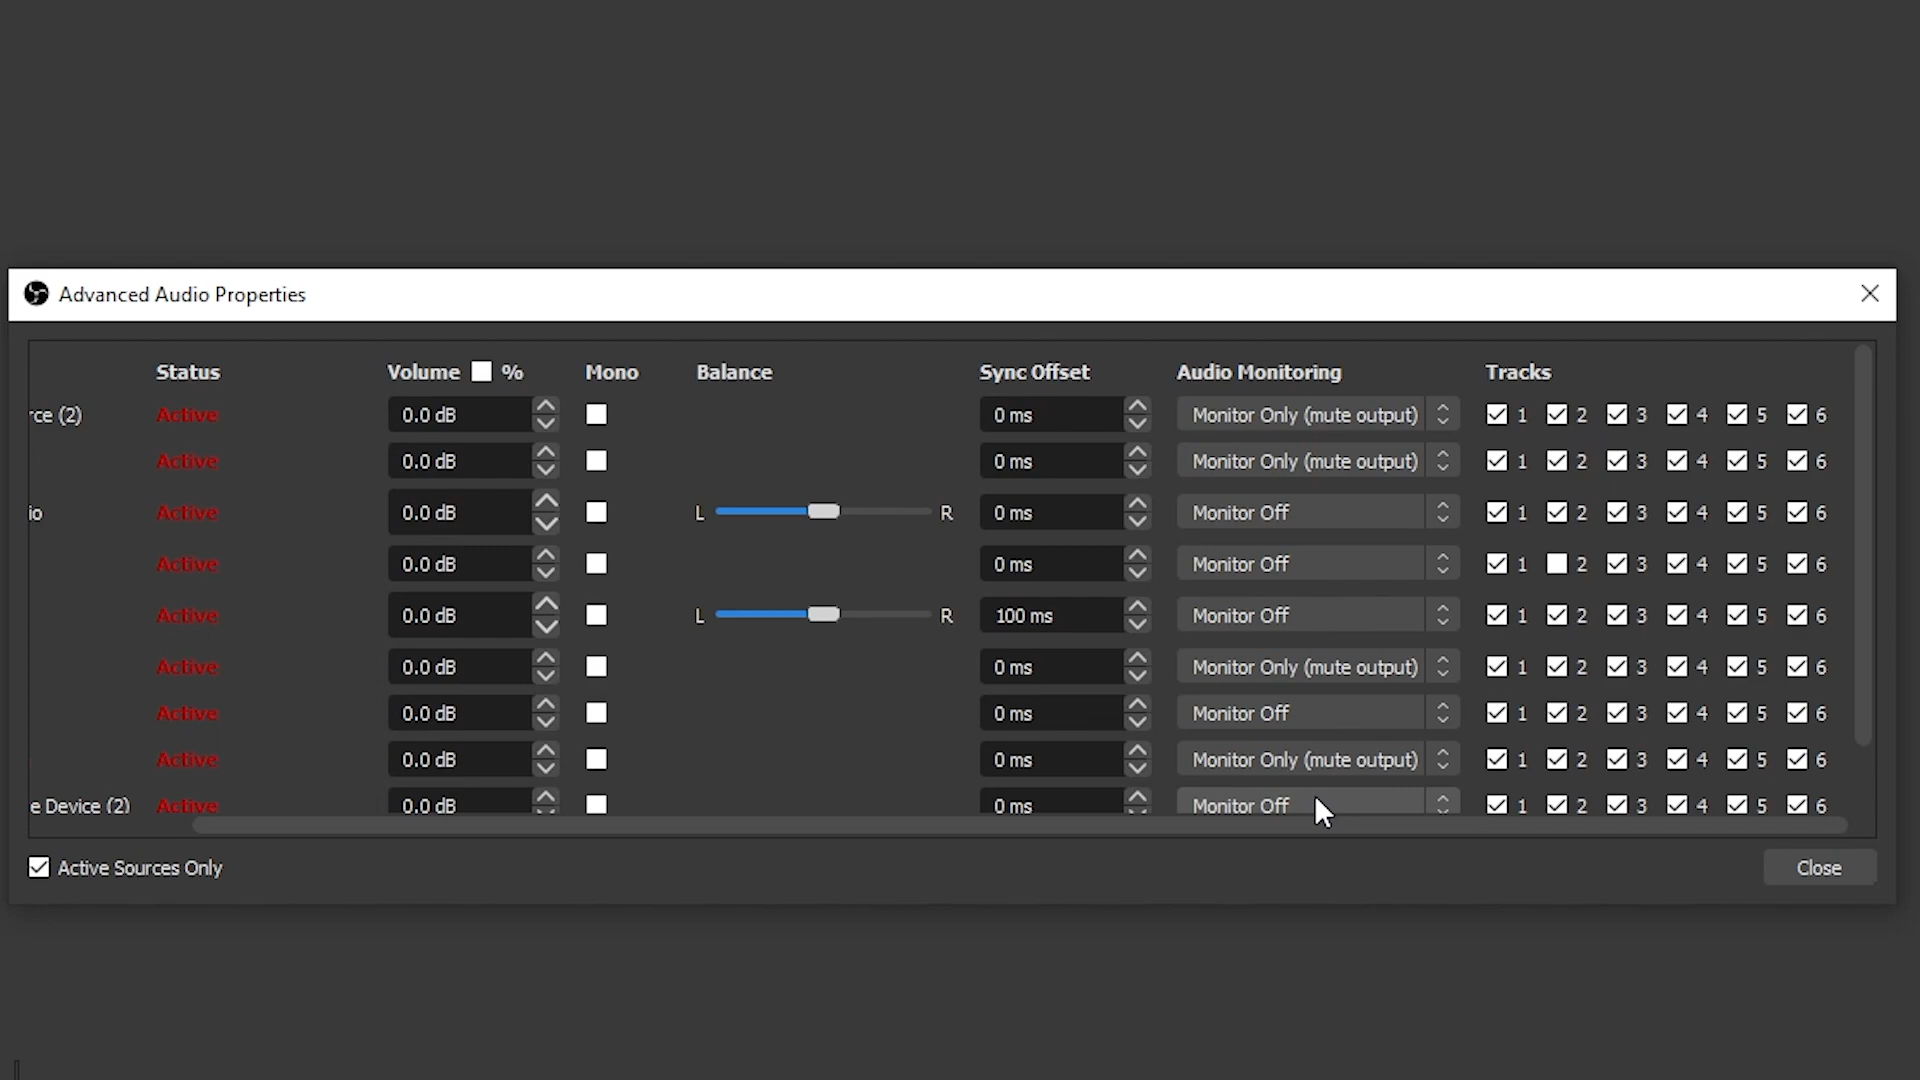 Advanced Audio Properties
Status Volume % Mono Balance Sync Offset Audio Monitoring Tracks
rce (2) Active 0.0 dB 0 ms Monitor Only (mute output) 1 2 3 4 5 6
Active 0.0 dB 0 ms Monitor Only (mute output) 1 2 3 4 5 6
io Active 0.0 dB L R 0 ms Monitor Off 1 2 3 4 5 6
Active 0.0 dB 0 ms Monitor Off 1 2 3 4 5 6
Active 0.0 dB L R 100 ms Monitor Off 1 2 3 4 5 6
Active 0.0 dB 0 ms Monitor Only (mute output) 1 2 3 4 5 6
Active 0.0 dB 0 ms Monitor Off 1 2 3 4 5 6
Active 0.0 dB 0 ms Monitor Only (mute output) 1 2 3 4 5 6
e Device (2) Active 0.0 dB 0 ms Monitor Off 1 2 3 4 5 6
Active Sources Only Close